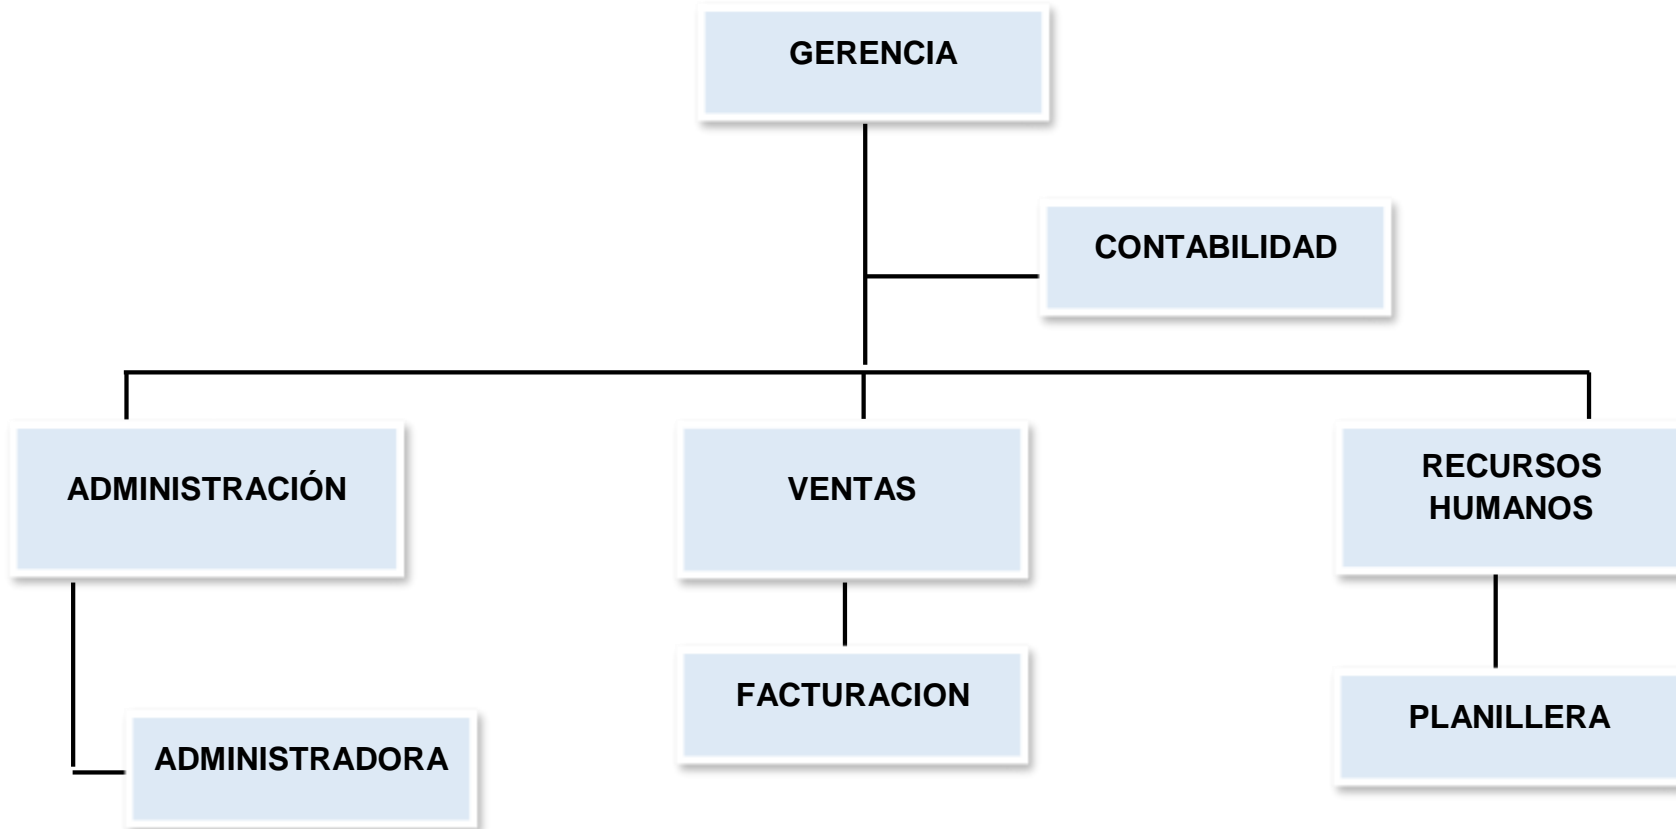 GERENCIA
CONTABILIDAD
ADMINISTRACIÓN
VENTAS
RECURSOS
HUMANOS
FACTURACION
PLANILLERA
ADMINISTRADORA